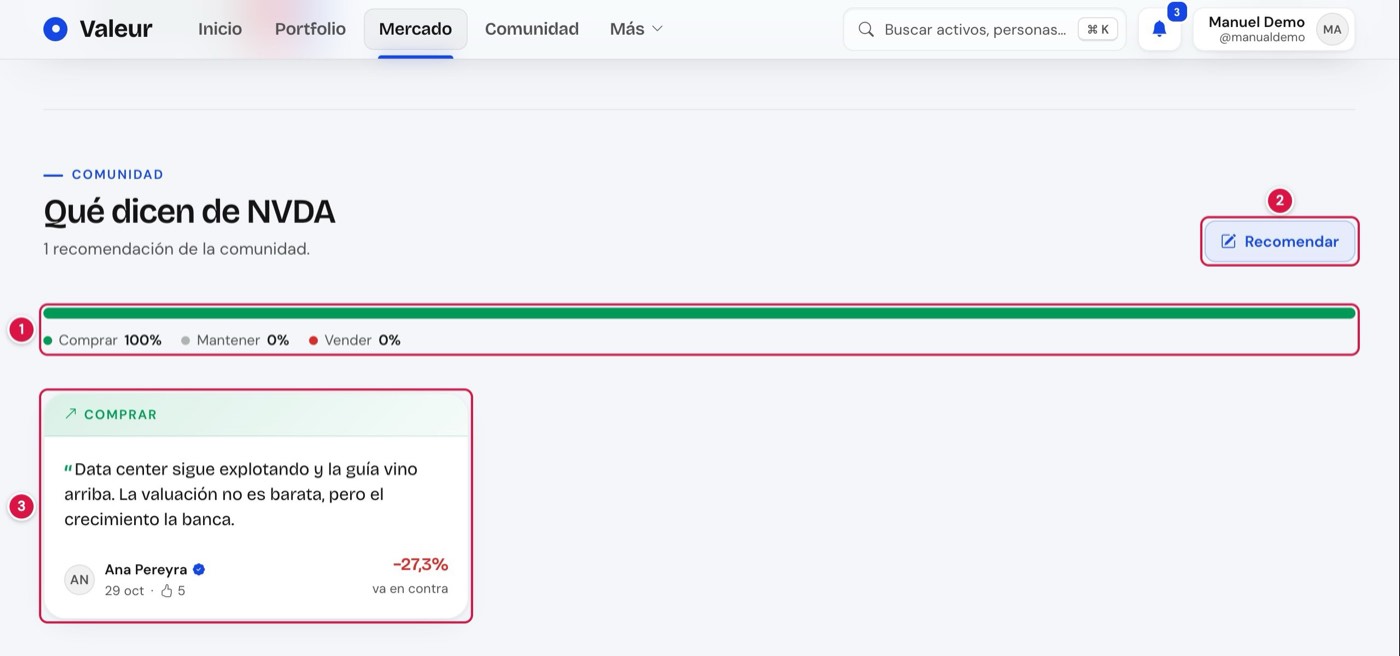 Valeur Inicio Portfolio Mercado Comunidad Más Buscar activos, personas... ⌘ K 3 Manuel Demo MA
@manualdemo
COMUNIDAD
Qué dicen de NVDA
1 recomendación de la comunidad.
2
Recomendar
1
Comprar 100% Mantener 0% Vender 0%
COMPRAR
3
“Data center sigue explotando y la guía vino
arriba. La valuación no es barata, pero el
crecimiento la banca.
AN Ana Pereyra −27,3%
29 oct · 5 va en contra